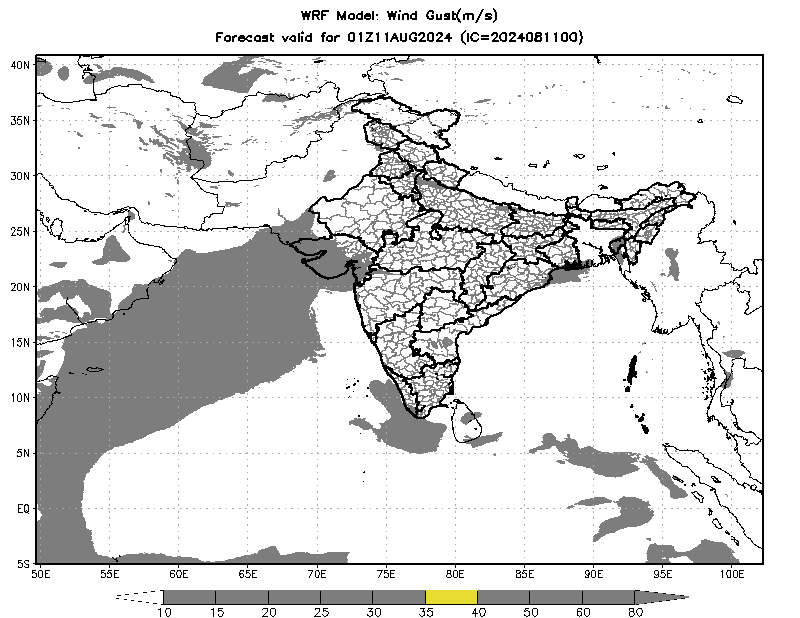 WRF Model: Wind Gust(m/s)
Forecast valid for 01Z11AUG2024 (IC=2024081100)
40N
35N
30N
25N
20N
15N
10N
5N
EQ
5S
50E 55E 60E 65E 70E 75E 80E 85E 90E 95E 100E
10 15 25 30 35 40 50 60 80